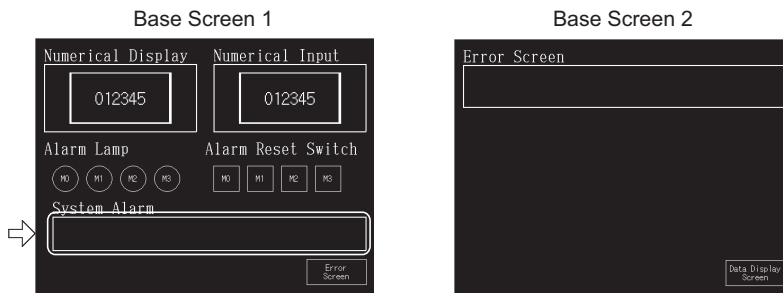 Base Screen 1
Numerical Display
Numerical Input
012345
012345
Alarm Lamp
Alarm Reset Switch
M0 M1 M2 M3
M0 M1 M2 M3
System Alarm
Error
Screen
Base Screen 2
Error Screen
Data Display
Screen